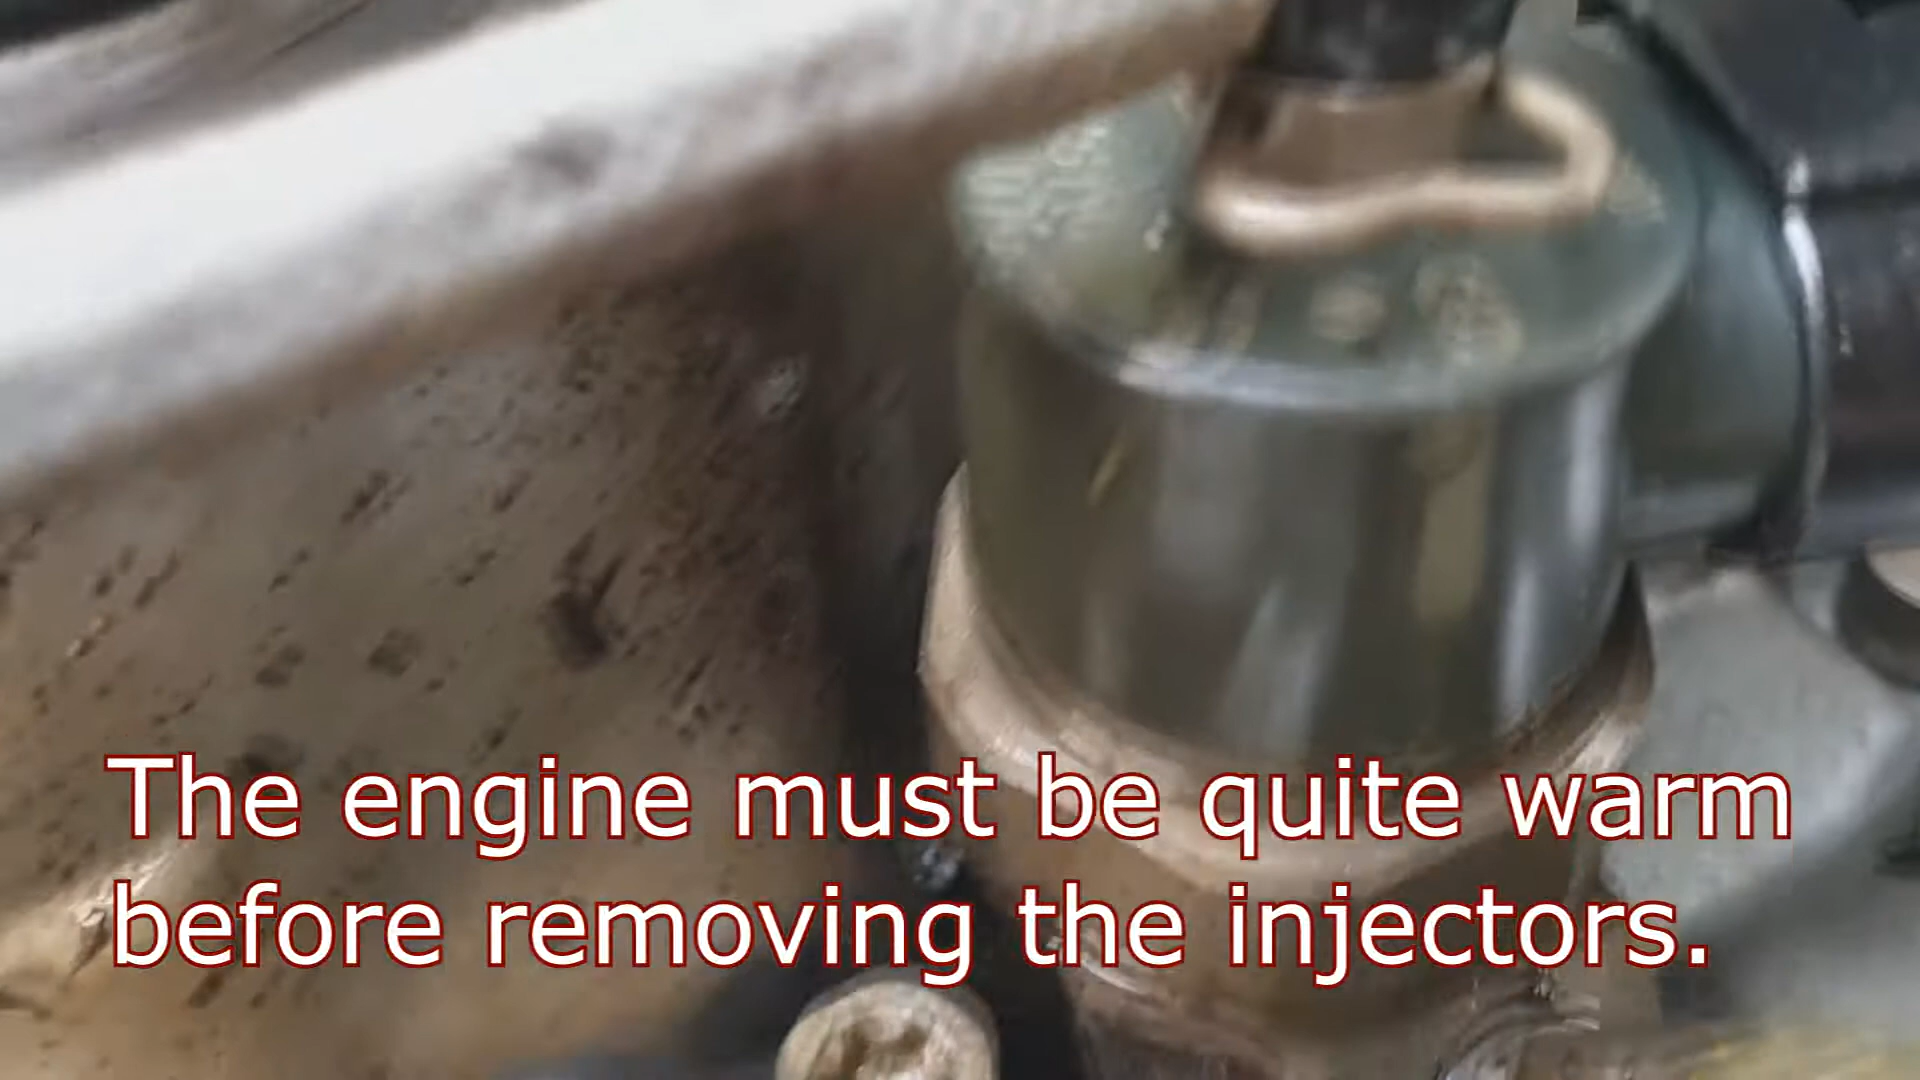 The engine must be quite warm
before removing the injectors.